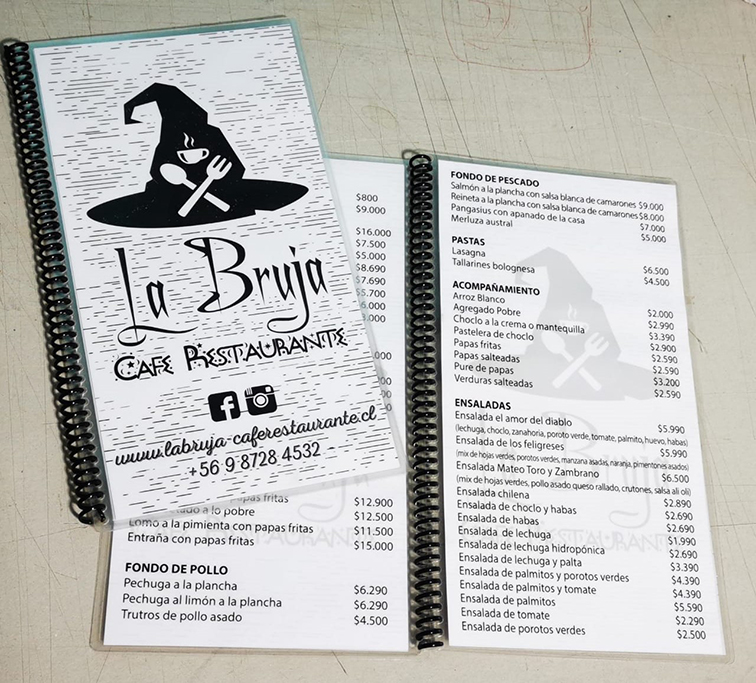 La Bruja
CAFE RESTAURANTE
www.labruja-caferestaurante.cl
+56 9 8728 4532
$800
$9.000
$16.000
$7.500
$5.000
$8.690
$7.690
$5.700
papas fritas $12.900
a lo pobre $12.500
Lomo a la pimienta con papas fritas $11.500
Entraña con papas fritas $15.000
FONDO DE POLLO
Pechuga a la plancha $6.290
Pechuga al limón a la plancha $6.290
Trutros de pollo asado $4.500
FONDO DE PESCADO
Salmón a la plancha con salsa blanca de camarones $9.000
Reineta a la plancha con salsa blanca de camarones $8.000
Pangasius con apanado de la casa $7.000
Merluza austral $5.000
PASTAS
Lasagna $6.500
Tallarines bolognesa $4.500
ACOMPAÑAMIENTO
Arroz Blanco $2.000
Agregado Pobre $2.990
Choclo a la crema o mantequilla $3.390
Pastelera de choclo $2.900
Papas fritas $2.590
Papas salteadas $2.590
Pure de papas $3.200
Verduras salteadas $2.590
ENSALADAS
Ensalada el amor del diablo $5.990
(lechuga, choclo, zanahoria, poroto verde, tomate, palmito, huevo, habas)
Ensalada de los feligreses $5.990
(mix de hojas verdes, porotos verdes, manzana asadas, naranja, pimentones asados)
Ensalada Mateo Toro y Zambrano $6.500
(mix de hojas verdes, pollo asado queso rallado, crutones, salsa ali oli)
Ensalada chilena $2.890
Ensalada de choclo y habas $2.690
Ensalada de habas $2.690
Ensalada de lechuga $1.990
Ensalada de lechuga hidropónica $2.690
Ensalada de lechuga y palta $3.390
Ensalada de palmitos y porotos verdes $4.390
Ensalada de palmitos y tomate $4.390
Ensalada de palmitos $5.590
Ensalada de tomate $2.290
Ensalada de porotos verdes $2.500